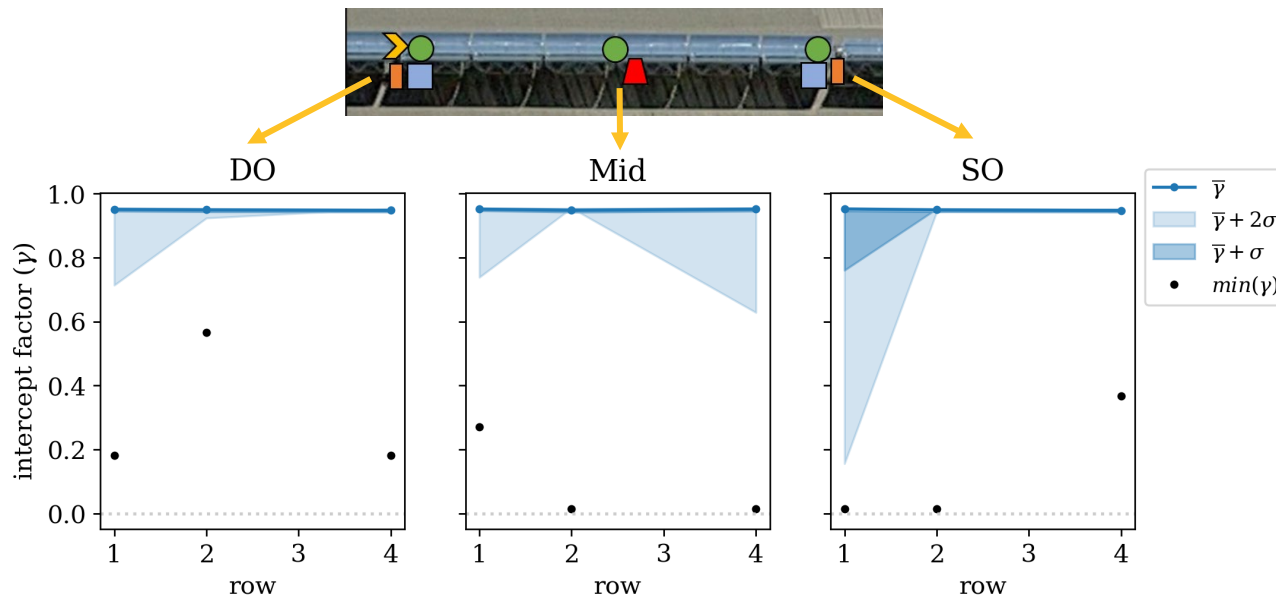 DO
Mid
SO
intercept factor (γ)
1.0
0.8
0.6
0.4
0.2
0.0
1 2 3 4
row
1 2 3 4
row
1 2 3 4
row
γ̅
γ̅ + 2σ
γ̅ + σ
min(γ)